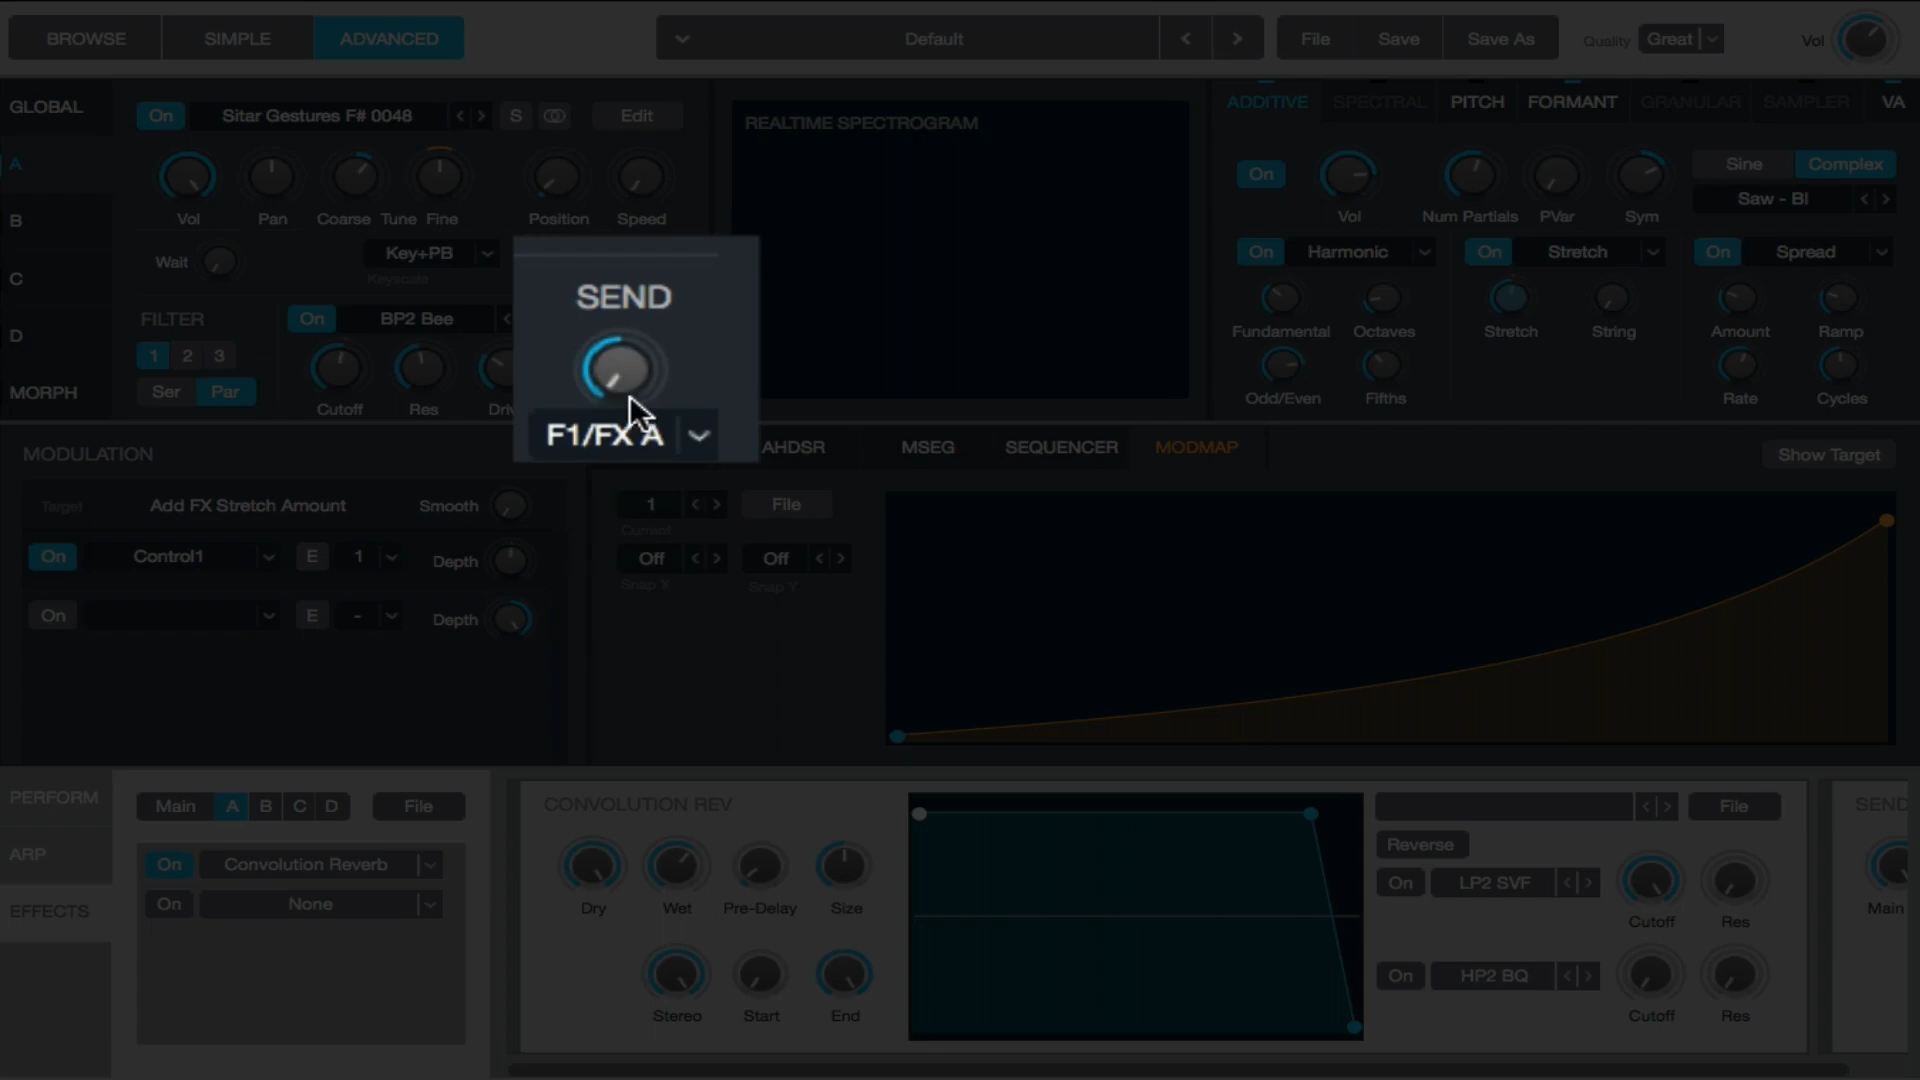 BROWSE SIMPLE ADVANCED Default File Save Save As Quality Great Vol
GLOBAL On Sitar Gestures F# 0048 S Edit
REALTIME SPECTROGRAM
ADDITIVE SPECTRAL PITCH FORMANT GRANULAR SAMPLER VA
A
B
C
D
MORPH
Vol Pan Coarse Tune Fine Position Speed
Wait Key+PB
Keyscale
FILTER On BP2 Bee
1 2 3
Ser Par
Cutoff Res Driv
SEND
F1/FX A
On Sine Complex
Saw - Bl
Vol Num Partials PVar Sym
On Harmonic On Stretch On Spread
Fundamental Octaves Stretch String Amount Ramp
Odd/Even Fifths Rate Cycles
MODULATION AHDSR MSEG SEQUENCER MODMAP Show Target
Target Add FX Stretch Amount Smooth
On Control1 E 1 Depth
On E - Depth
1 File
Current
Off Off
Snap X Snap Y
PERFORM
ARP
EFFECTS
Main A B C D File
On Convolution Reverb
On None
CONVOLUTION REV
Dry Wet Pre-Delay Size
Stereo Start End
File
Reverse
On LP2 SVF
Cutoff Res
On HP2 BQ
Cutoff Res
SEND
Main